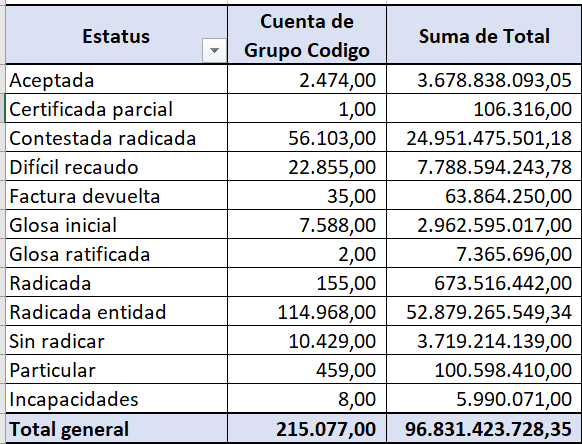 Estatus Cuenta de Grupo Codigo Suma de Total
Aceptada 2.474,00 3.678.838.093,05
Certificada parcial 1,00 106.316,00
Contestada radicada 56.103,00 24.951.475.501,18
Difícil recaudo 22.855,00 7.788.594.243,78
Factura devuelta 35,00 63.864.250,00
Glosa inicial 7.588,00 2.962.595.017,00
Glosa ratificada 2,00 7.365.696,00
Radicada 155,00 673.516.442,00
Radicada entidad 114.968,00 52.879.265.549,34
Sin radicar 10.429,00 3.719.214.139,00
Particular 459,00 100.598.410,00
Incapacidades 8,00 5.990.071,00
Total general 215.077,00 96.831.423.728,35